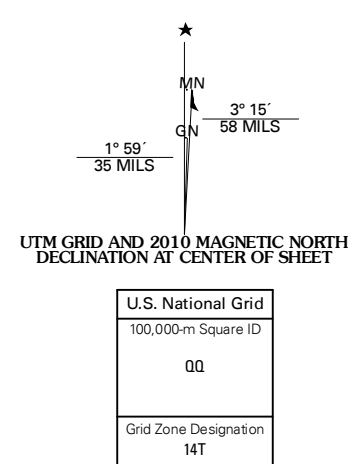 ★
MN
3° 15´
58 MILS
GN
1° 59´
35 MILS
UTM GRID AND 2010 MAGNETIC NORTH
DECLINATION AT CENTER OF SHEET
U.S. National Grid
100,000-m Square ID
QQ
Grid Zone Designation
14T